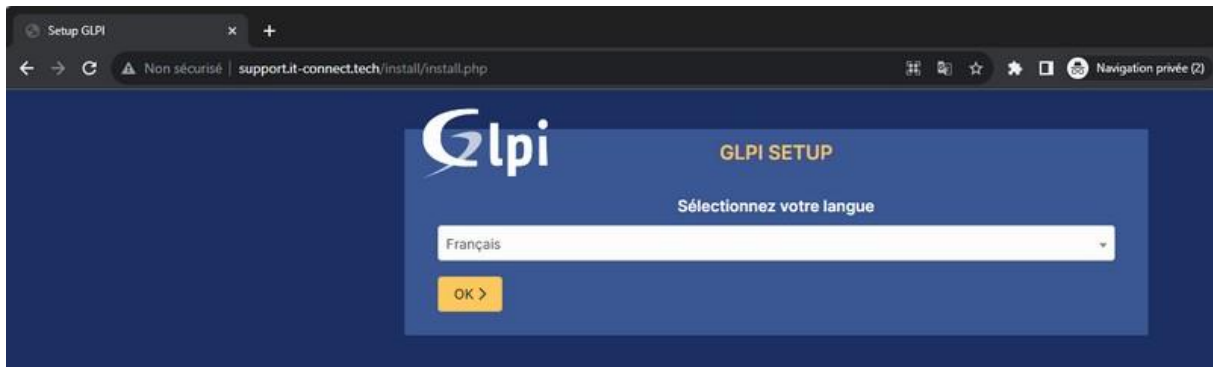 Setup GLPI
Non sécurisé | support.it-connect.tech/install/install.php
Navigation privée (2)
Glpi
GLPI SETUP
Sélectionnez votre langue
Français
OK >